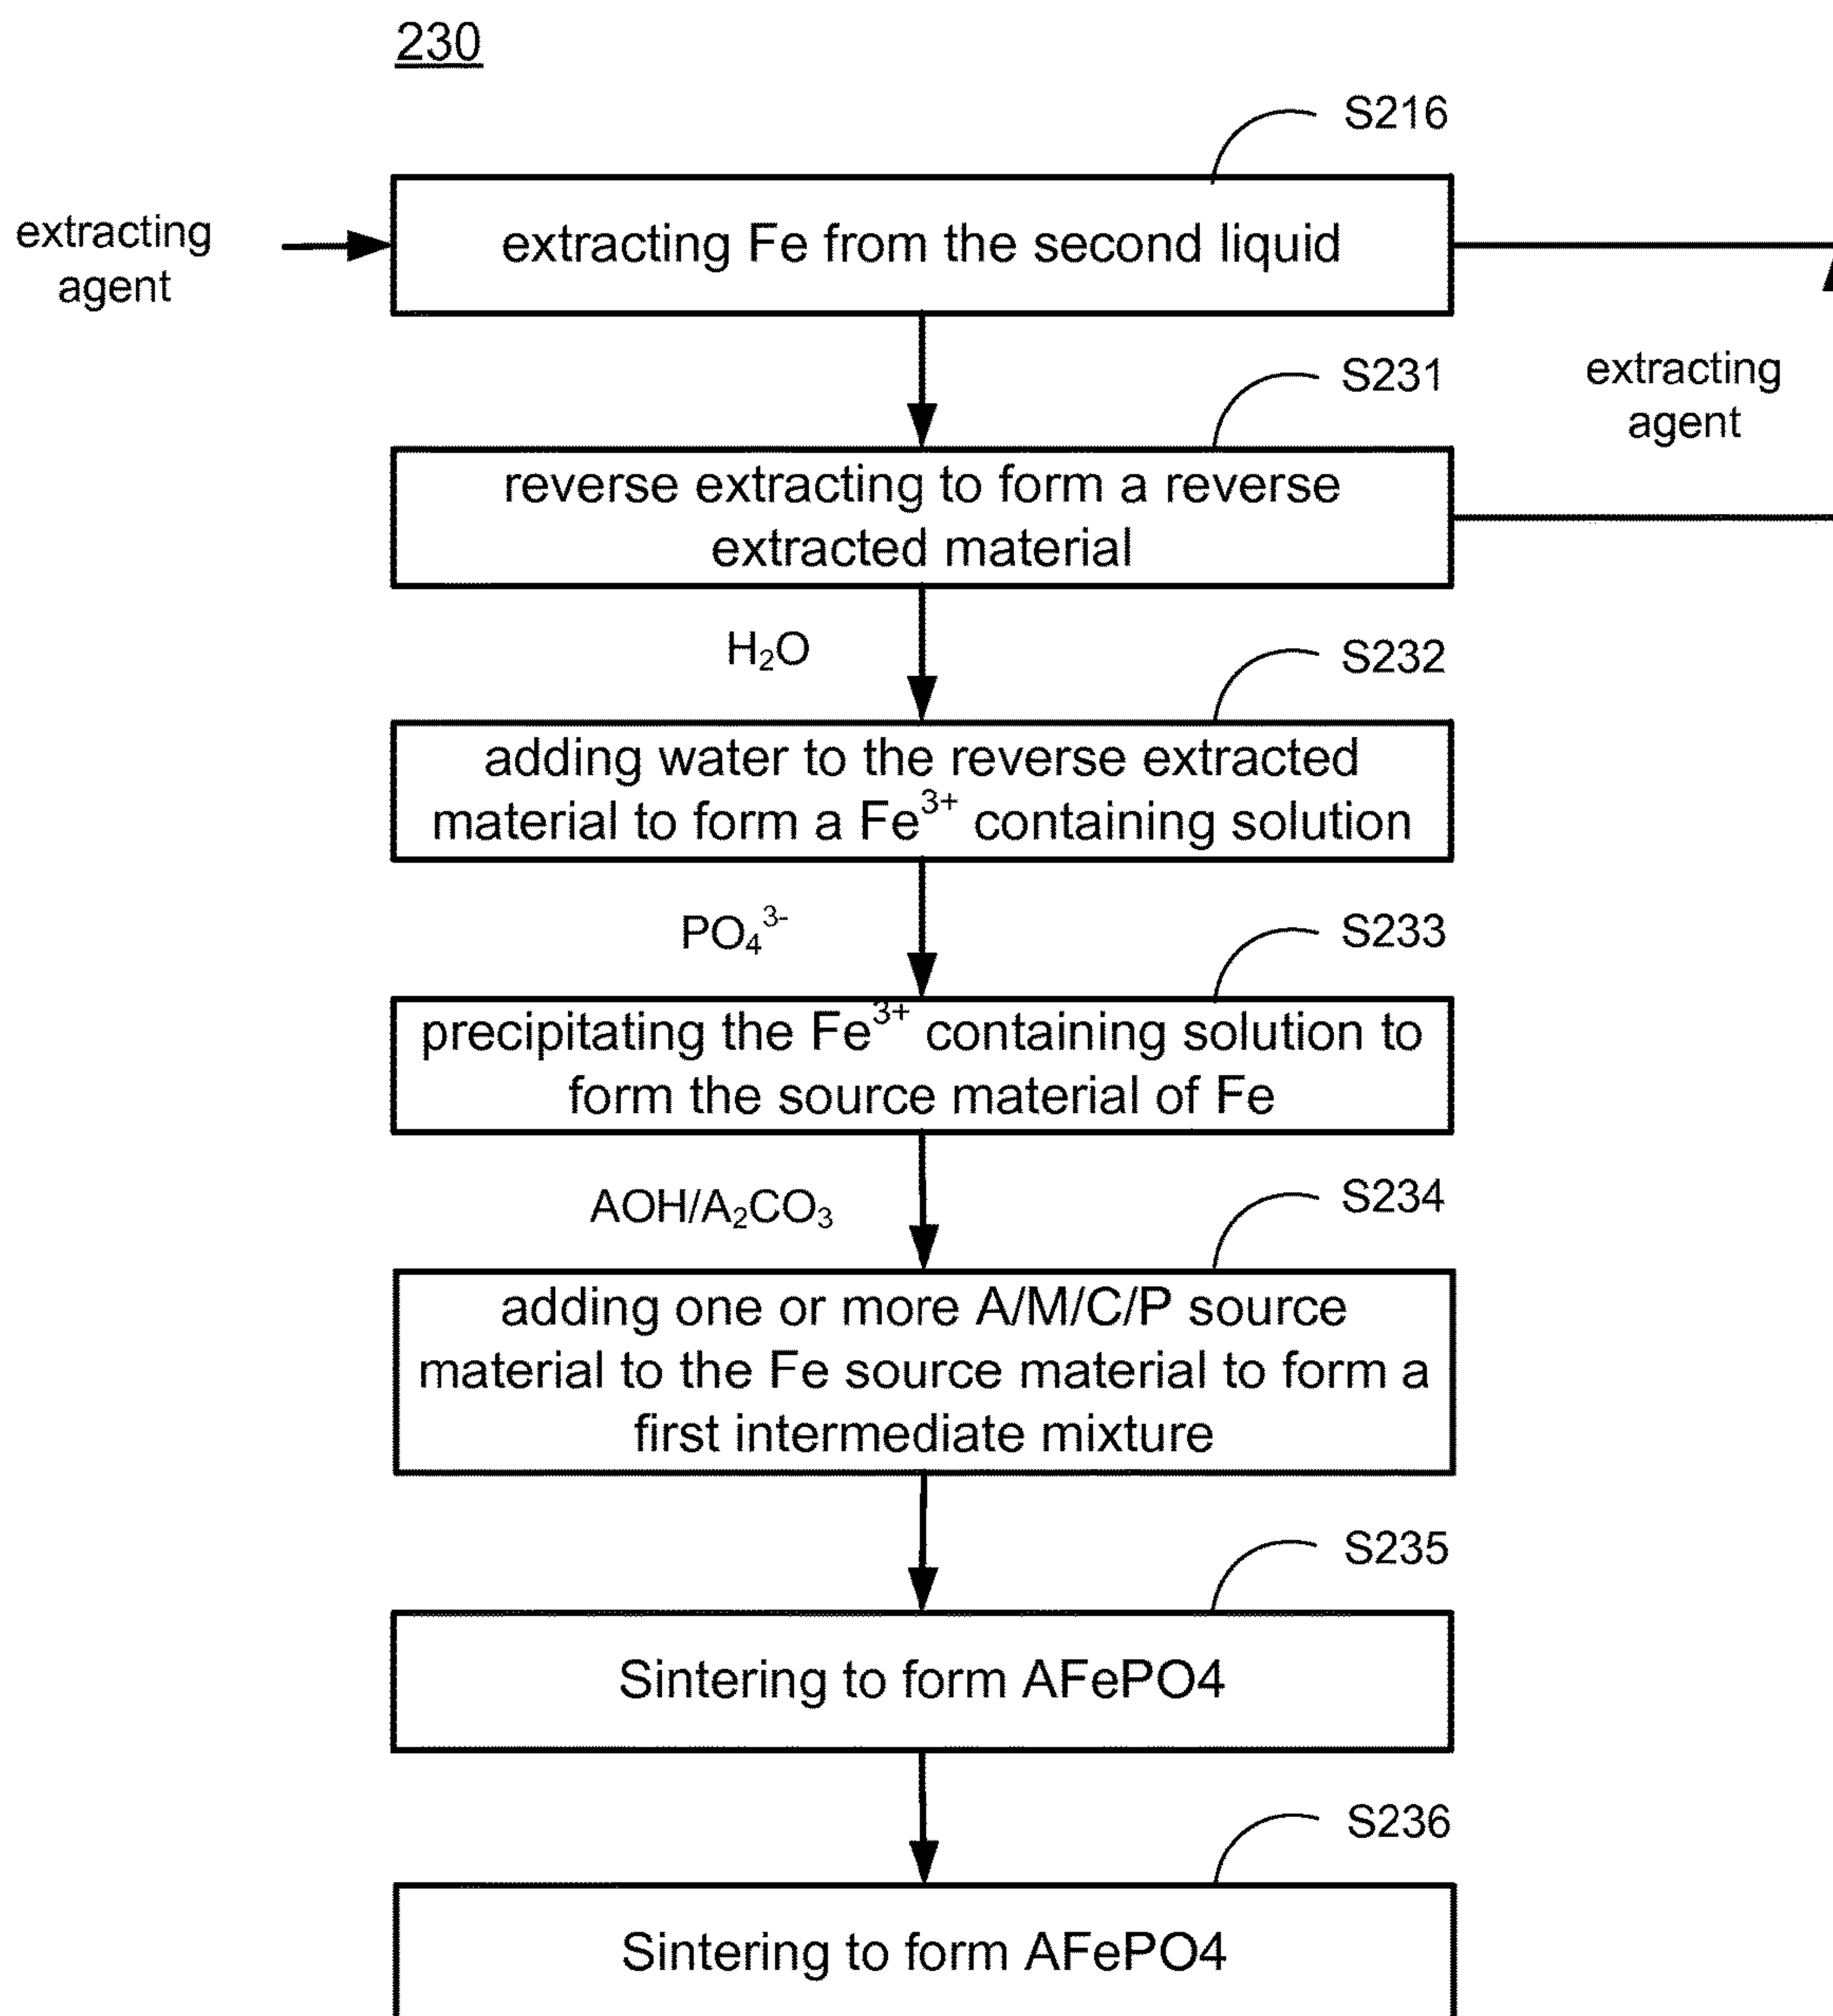 230
S216
extracting
agent
extracting Fe from the second liquid
S231
extracting
agent
reverse extracting to form a reverse
extracted material
H₂O
S232
adding water to the reverse extracted
material to form a Fe³⁺ containing solution
PO₄³⁻
S233
precipitating the Fe³⁺ containing solution to
form the source material of Fe
AOH/A₂CO₃
S234
adding one or more A/M/C/P source
material to the Fe source material to form a
first intermediate mixture
S235
Sintering to form AFePO4
S236
Sintering to form AFePO4